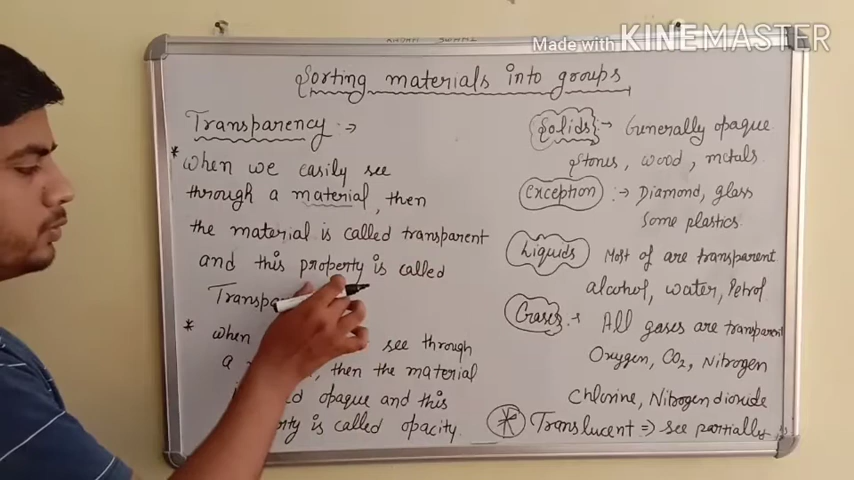 Made with KINEMASTER
Sorting materials into groups
Transparency :→
* When we easily see
through a material, then
the material is called transparent
and this property is called
Transpa
* when see through
a , then the material
opaque and this
is called opacity
Solids :→ Generally opaque
stones, wood, metals
Exception :→ Diamond, glass
Some plastics.
Liquids Most of are transparent
alcohol, water, Petrol
Gases :→ All gases are transparent
Oxygen, CO2, Nitrogen
Chlorine, Nitrogen dioxide
* Translucent ⇒ see partially